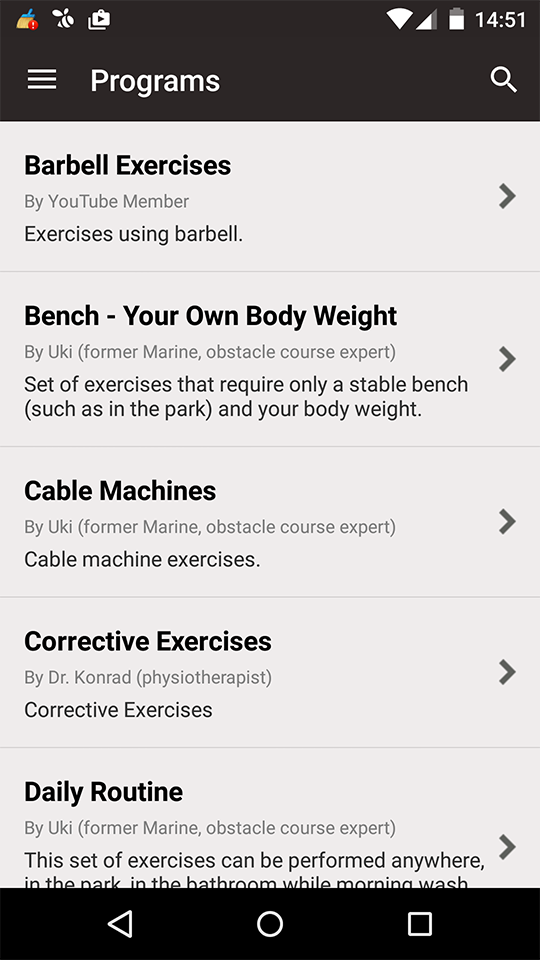 14:51
Programs
Barbell Exercises
By YouTube Member
Exercises using barbell.
Bench - Your Own Body Weight
By Uki (former Marine, obstacle course expert)
Set of exercises that require only a stable bench
(such as in the park) and your body weight.
Cable Machines
By Uki (former Marine, obstacle course expert)
Cable machine exercises.
Corrective Exercises
By Dr. Konrad (physiotherapist)
Corrective Exercises
Daily Routine
By Uki (former Marine, obstacle course expert)
This set of exercises can be performed anywhere,
in the park, in the bathroom while morning wash